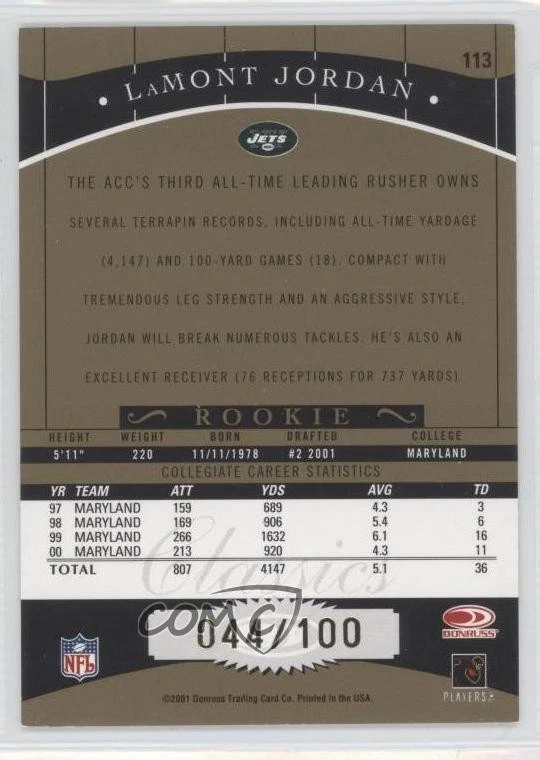 113
LAMONT JORDAN
JETS
THE ACC'S THIRD ALL-TIME LEADING RUSHER OWNS
SEVERAL TERRAPIN RECORDS, INCLUDING ALL-TIME YARDAGE
(4,147) AND 100-YARD GAMES (18). COMPACT WITH
TREMENDOUS LEG STRENGTH AND AN AGGRESSIVE STYLE,
JORDAN WILL BREAK NUMEROUS TACKLES. HE'S ALSO AN
EXCELLENT RECEIVER (76 RECEPTIONS FOR 737 YARDS).
ROOKIE
HEIGHT WEIGHT BORN DRAFTED COLLEGE
5'11" 220 11/11/1978 #2 2001 MARYLAND
COLLEGIATE CAREER STATISTICS
YR TEAM ATT YDS AVG TD
97 MARYLAND 159 689 4.3 3
98 MARYLAND 169 906 5.4 6
99 MARYLAND 266 1632 6.1 16
00 MARYLAND 213 920 4.3 11
TOTAL 807 4147 5.1 36
Classics
COMC
044/100
DONRUSS
NFL
PLAYERS INC
©2001 Donruss Trading Card Co. Printed in the USA.